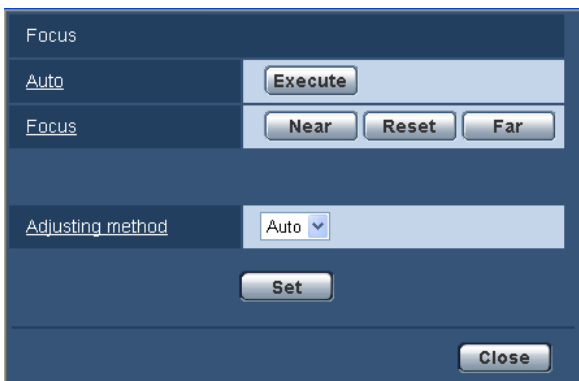 Focus
Auto Execute
Focus Near Reset Far
Adjusting method Auto
Set
Close